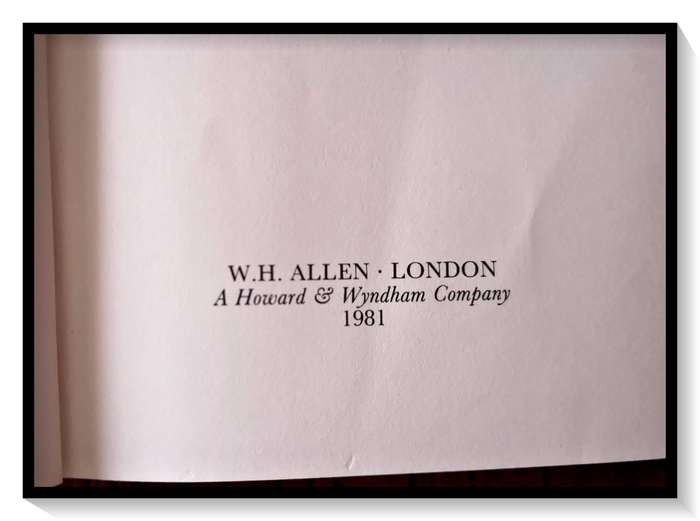 W.H. ALLEN · LONDON
A Howard & Wyndham Company
1981